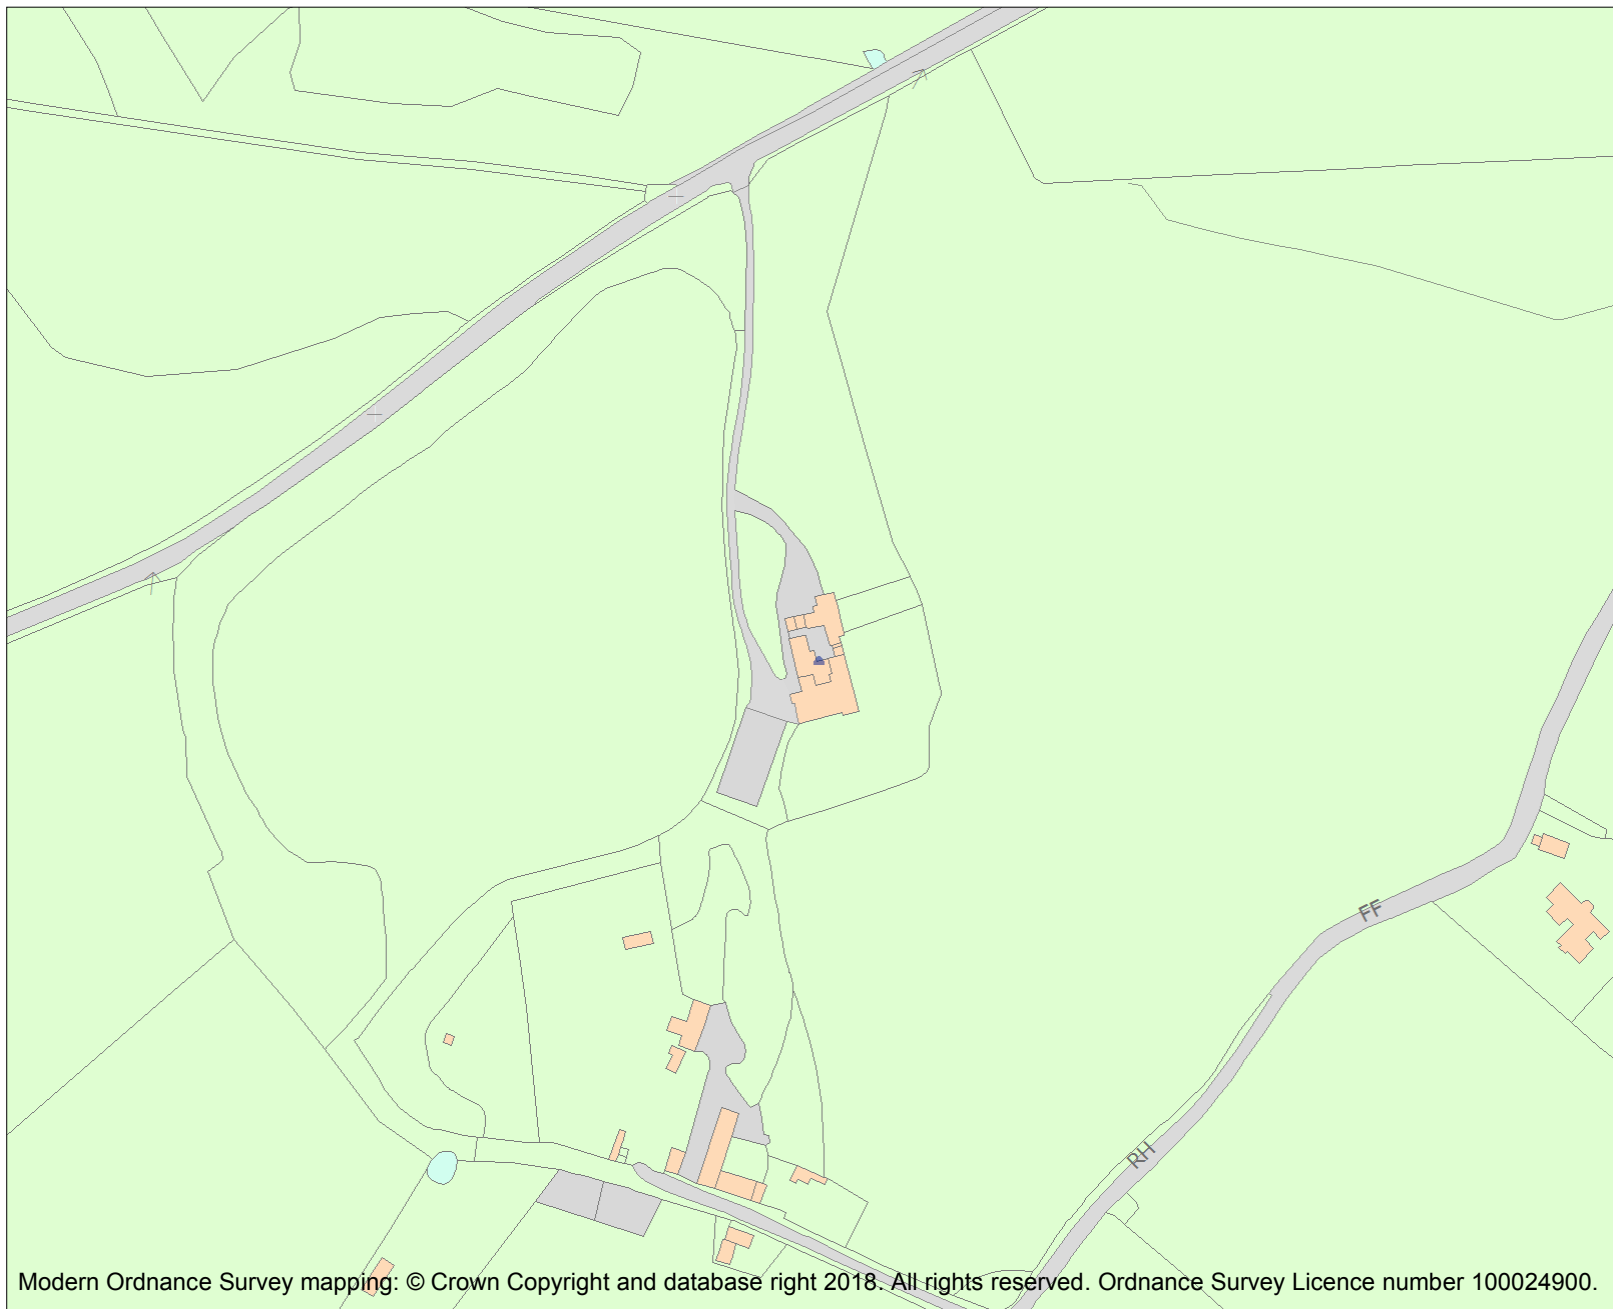 FF
RH
Modern Ordnance Survey mapping: © Crown Copyright and database right 2018. All rights reserved. Ordnance Survey Licence number 100024900.